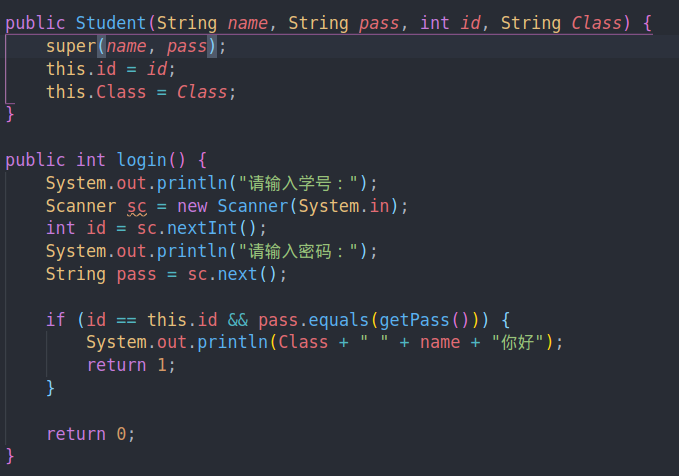 public Student(String name, String pass, int id, String Class) {
super(name, pass);
this.id = id;
this.Class = Class;
}
public int login() {
System.out.println("请输入学号：");
Scanner sc = new Scanner(System.in);
int id = sc.nextInt();
System.out.println("请输入密码：");
String pass = sc.next();
if (id == this.id && pass.equals(getPass())) {
System.out.println(Class + " " + name + "你好");
return 1;
}
return 0;
}